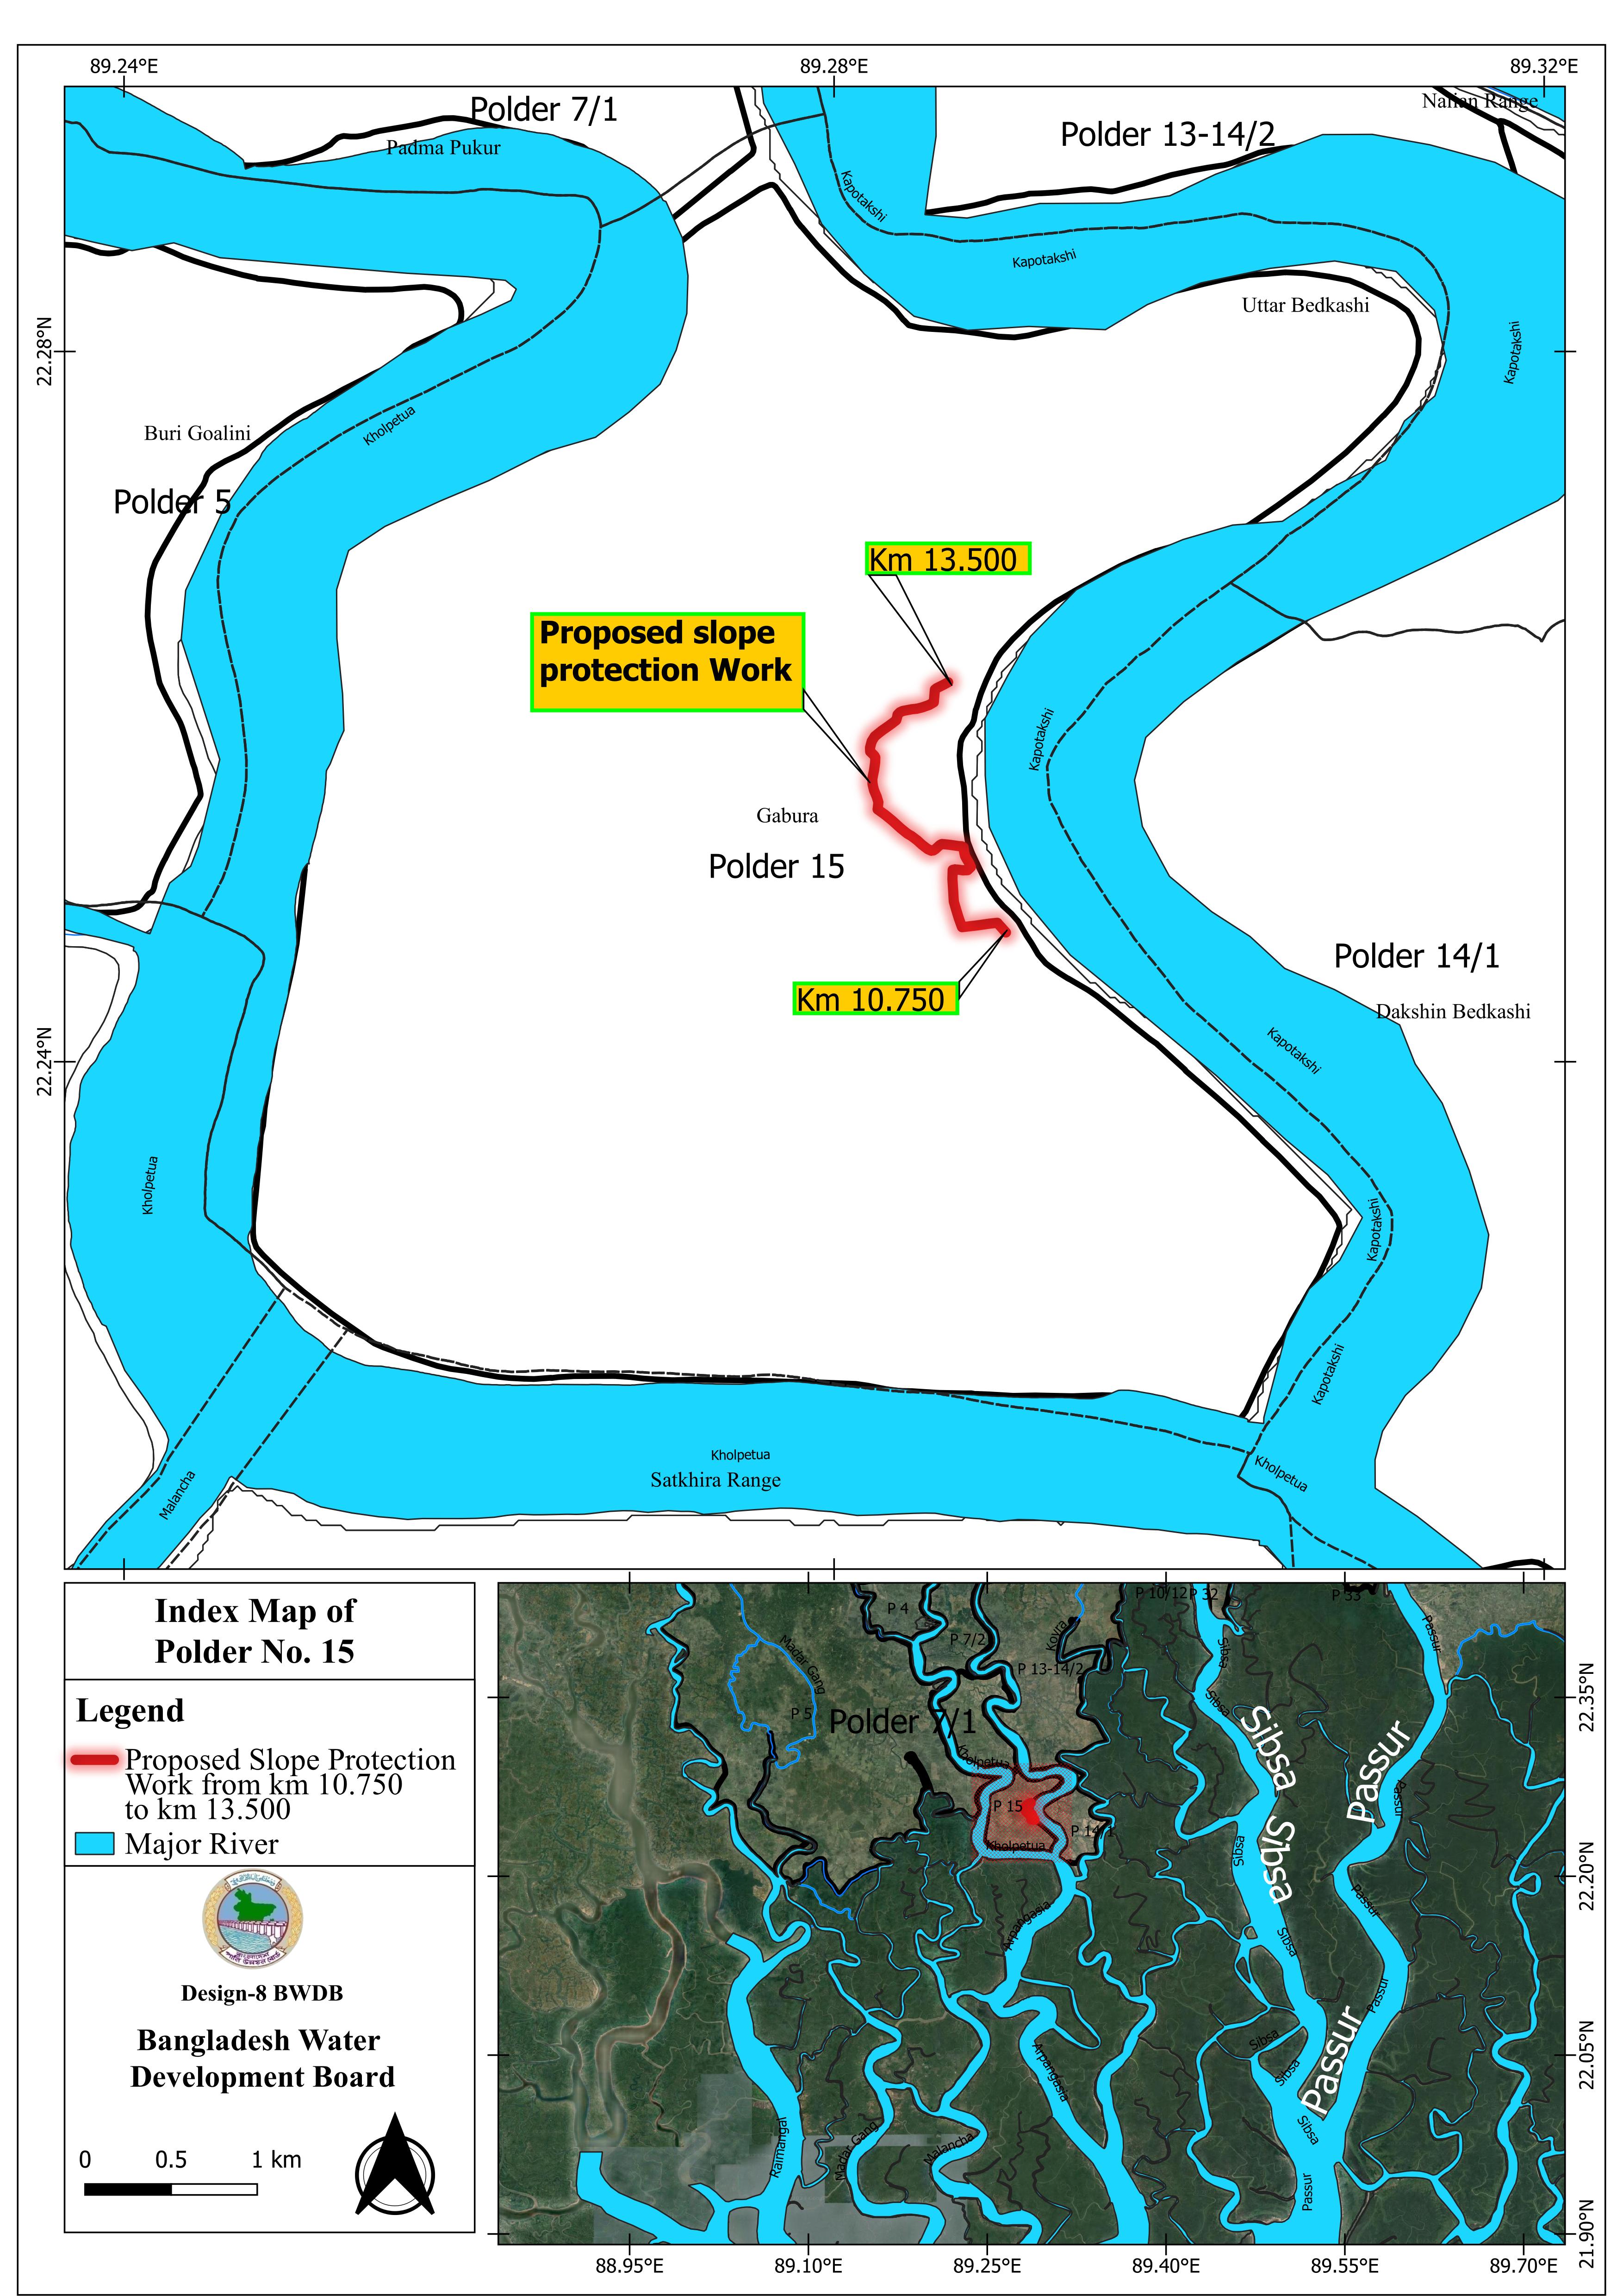 89.24°E
89.28°E
89.32°E
Polder 7/1
Padma Pukur
Polder 13-14/2
Nalian Range
Kapotakshi
Kapotakshi
Uttar Bedkashi
Kapotakshi
22.28°N
Kholpetua
Buri Goalini
Polder 5
Km 13.500
Proposed slope
protection Work
Kapotakshi
Gabura
Polder 15
Km 10.750
Polder 14/1
Dakshin Bedkashi
22.24°N
Kapotakshi
Kholpetua
Kapotakshi
Kapotakshi
Kholpetua
Satkhira Range
Kholpetua
Malancha
Index Map of
Polder No. 15
Legend
Proposed Slope Protection
Work from km 10.750
to km 13.500
Major River
Design-8 BWDB
Bangladesh Water
Development Board
0 0.5 1 km
P 4
P 10/12
P 32
P 33
P 7/2
Koyra
Madar Gang
P 13-14/2
Sibsa
Passur
P 5
Polder 7/1
Sibsa
Sibsa
Passur
Kholpetua
Passur
P 15
P 14/1
Kholpetua
Sibsa
Sibsa
Passur
Arpangasia
Sibsa
Passur
Sibsa
Passur
Arpangasia
Sibsa
Sibsa
Raimangal
Madar Gang
Malancha
Passur
22.35°N
22.20°N
22.05°N
21.90°N
88.95°E
89.10°E
89.25°E
89.40°E
89.55°E
89.70°E